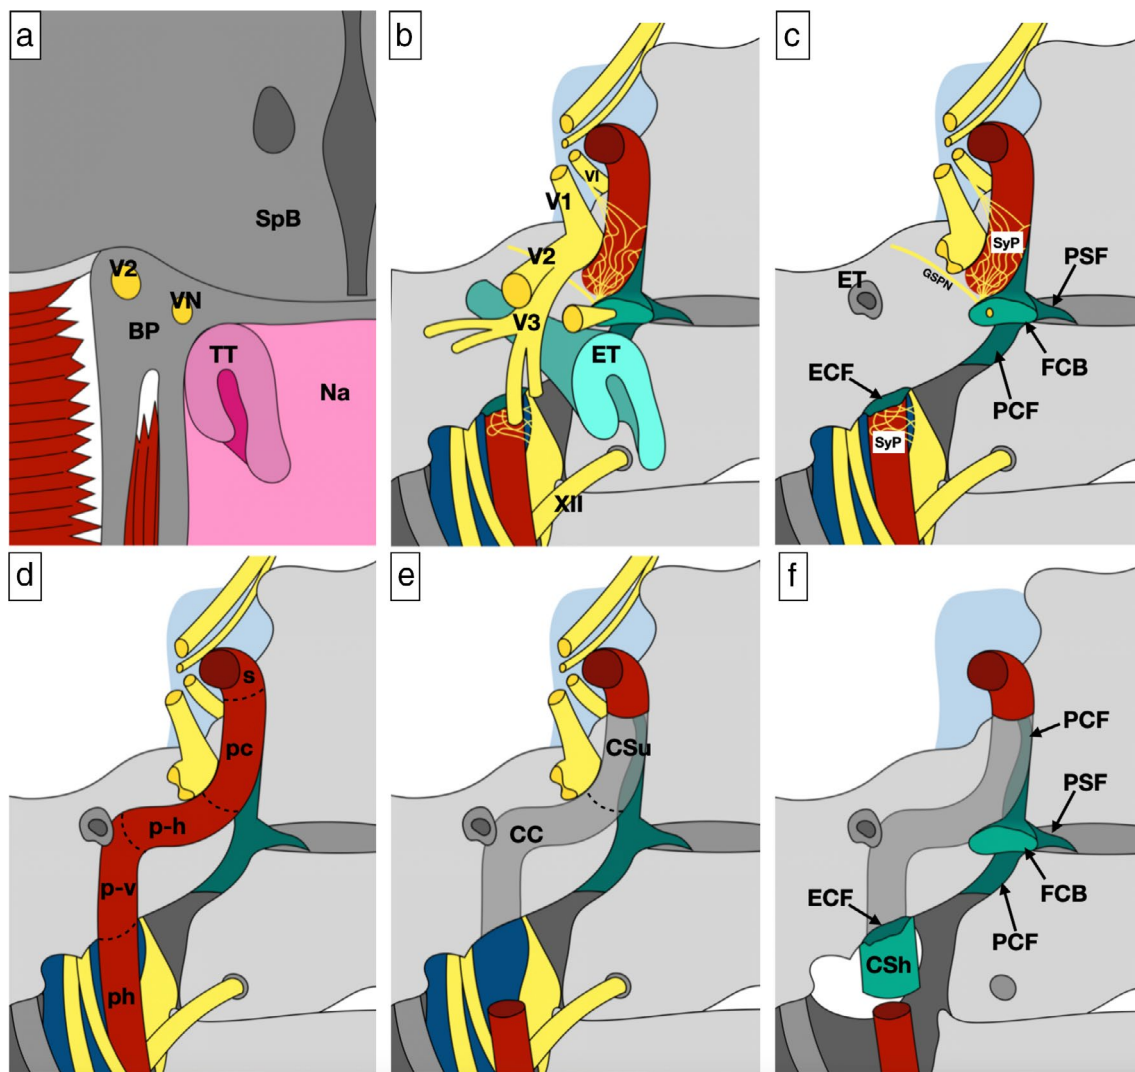 a
SpB
V2
VN
BP
TT
Na
b
VI
V1
V2
V3
ET
XII
c
SyP
PSF
GSPN
ET
FCB
ECF
PCF
SyP
d
s
pc
p-h
p-v
ph
e
CSu
CC
f
PCF
PSF
FCB
ECF
PCF
CSh